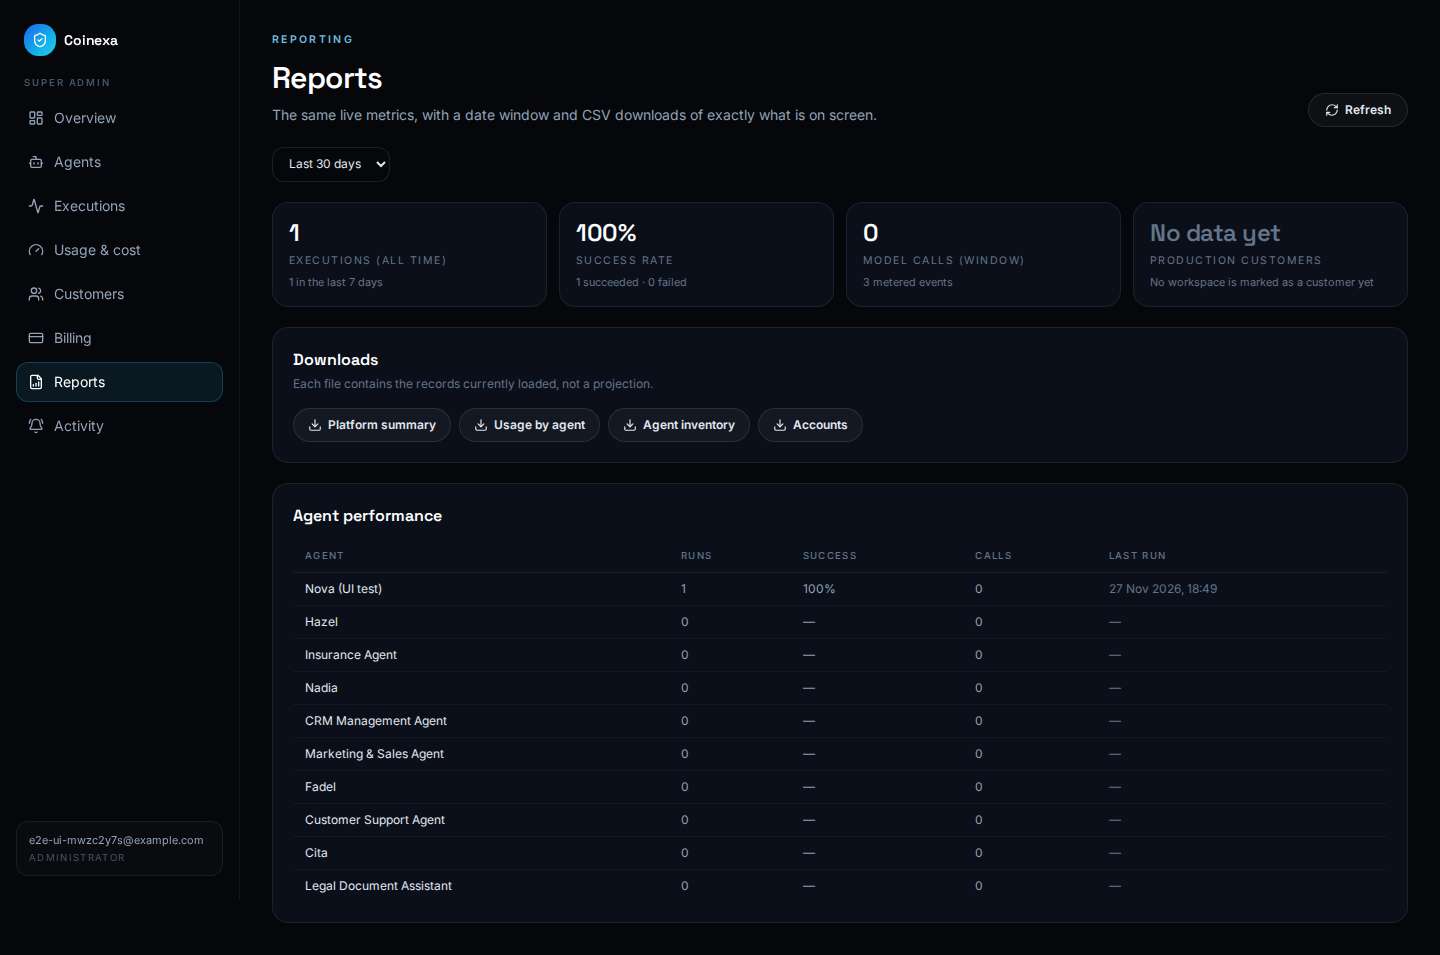 Coinexa
SUPER ADMIN
Overview
Agents
Executions
Usage & cost
Customers
Billing
Reports
Activity
e2e-ui-mwzc2y7s@example.com
ADMINISTRATOR
REPORTING
Reports
The same live metrics, with a date window and CSV downloads of exactly what is on screen.
Refresh
Last 30 days
1
EXECUTIONS (ALL TIME)
1 in the last 7 days
100%
SUCCESS RATE
1 succeeded · 0 failed
0
MODEL CALLS (WINDOW)
3 metered events
No data yet
PRODUCTION CUSTOMERS
No workspace is marked as a customer yet
Downloads
Each file contains the records currently loaded, not a projection.
Platform summary Usage by agent Agent inventory Accounts
Agent performance
AGENT RUNS SUCCESS CALLS LAST RUN
Nova (UI test) 1 100% 0 27 Nov 2026, 18:49
Hazel 0 — 0 —
Insurance Agent 0 — 0 —
Nadia 0 — 0 —
CRM Management Agent 0 — 0 —
Marketing & Sales Agent 0 — 0 —
Fadel 0 — 0 —
Customer Support Agent 0 — 0 —
Cita 0 — 0 —
Legal Document Assistant 0 — 0 —